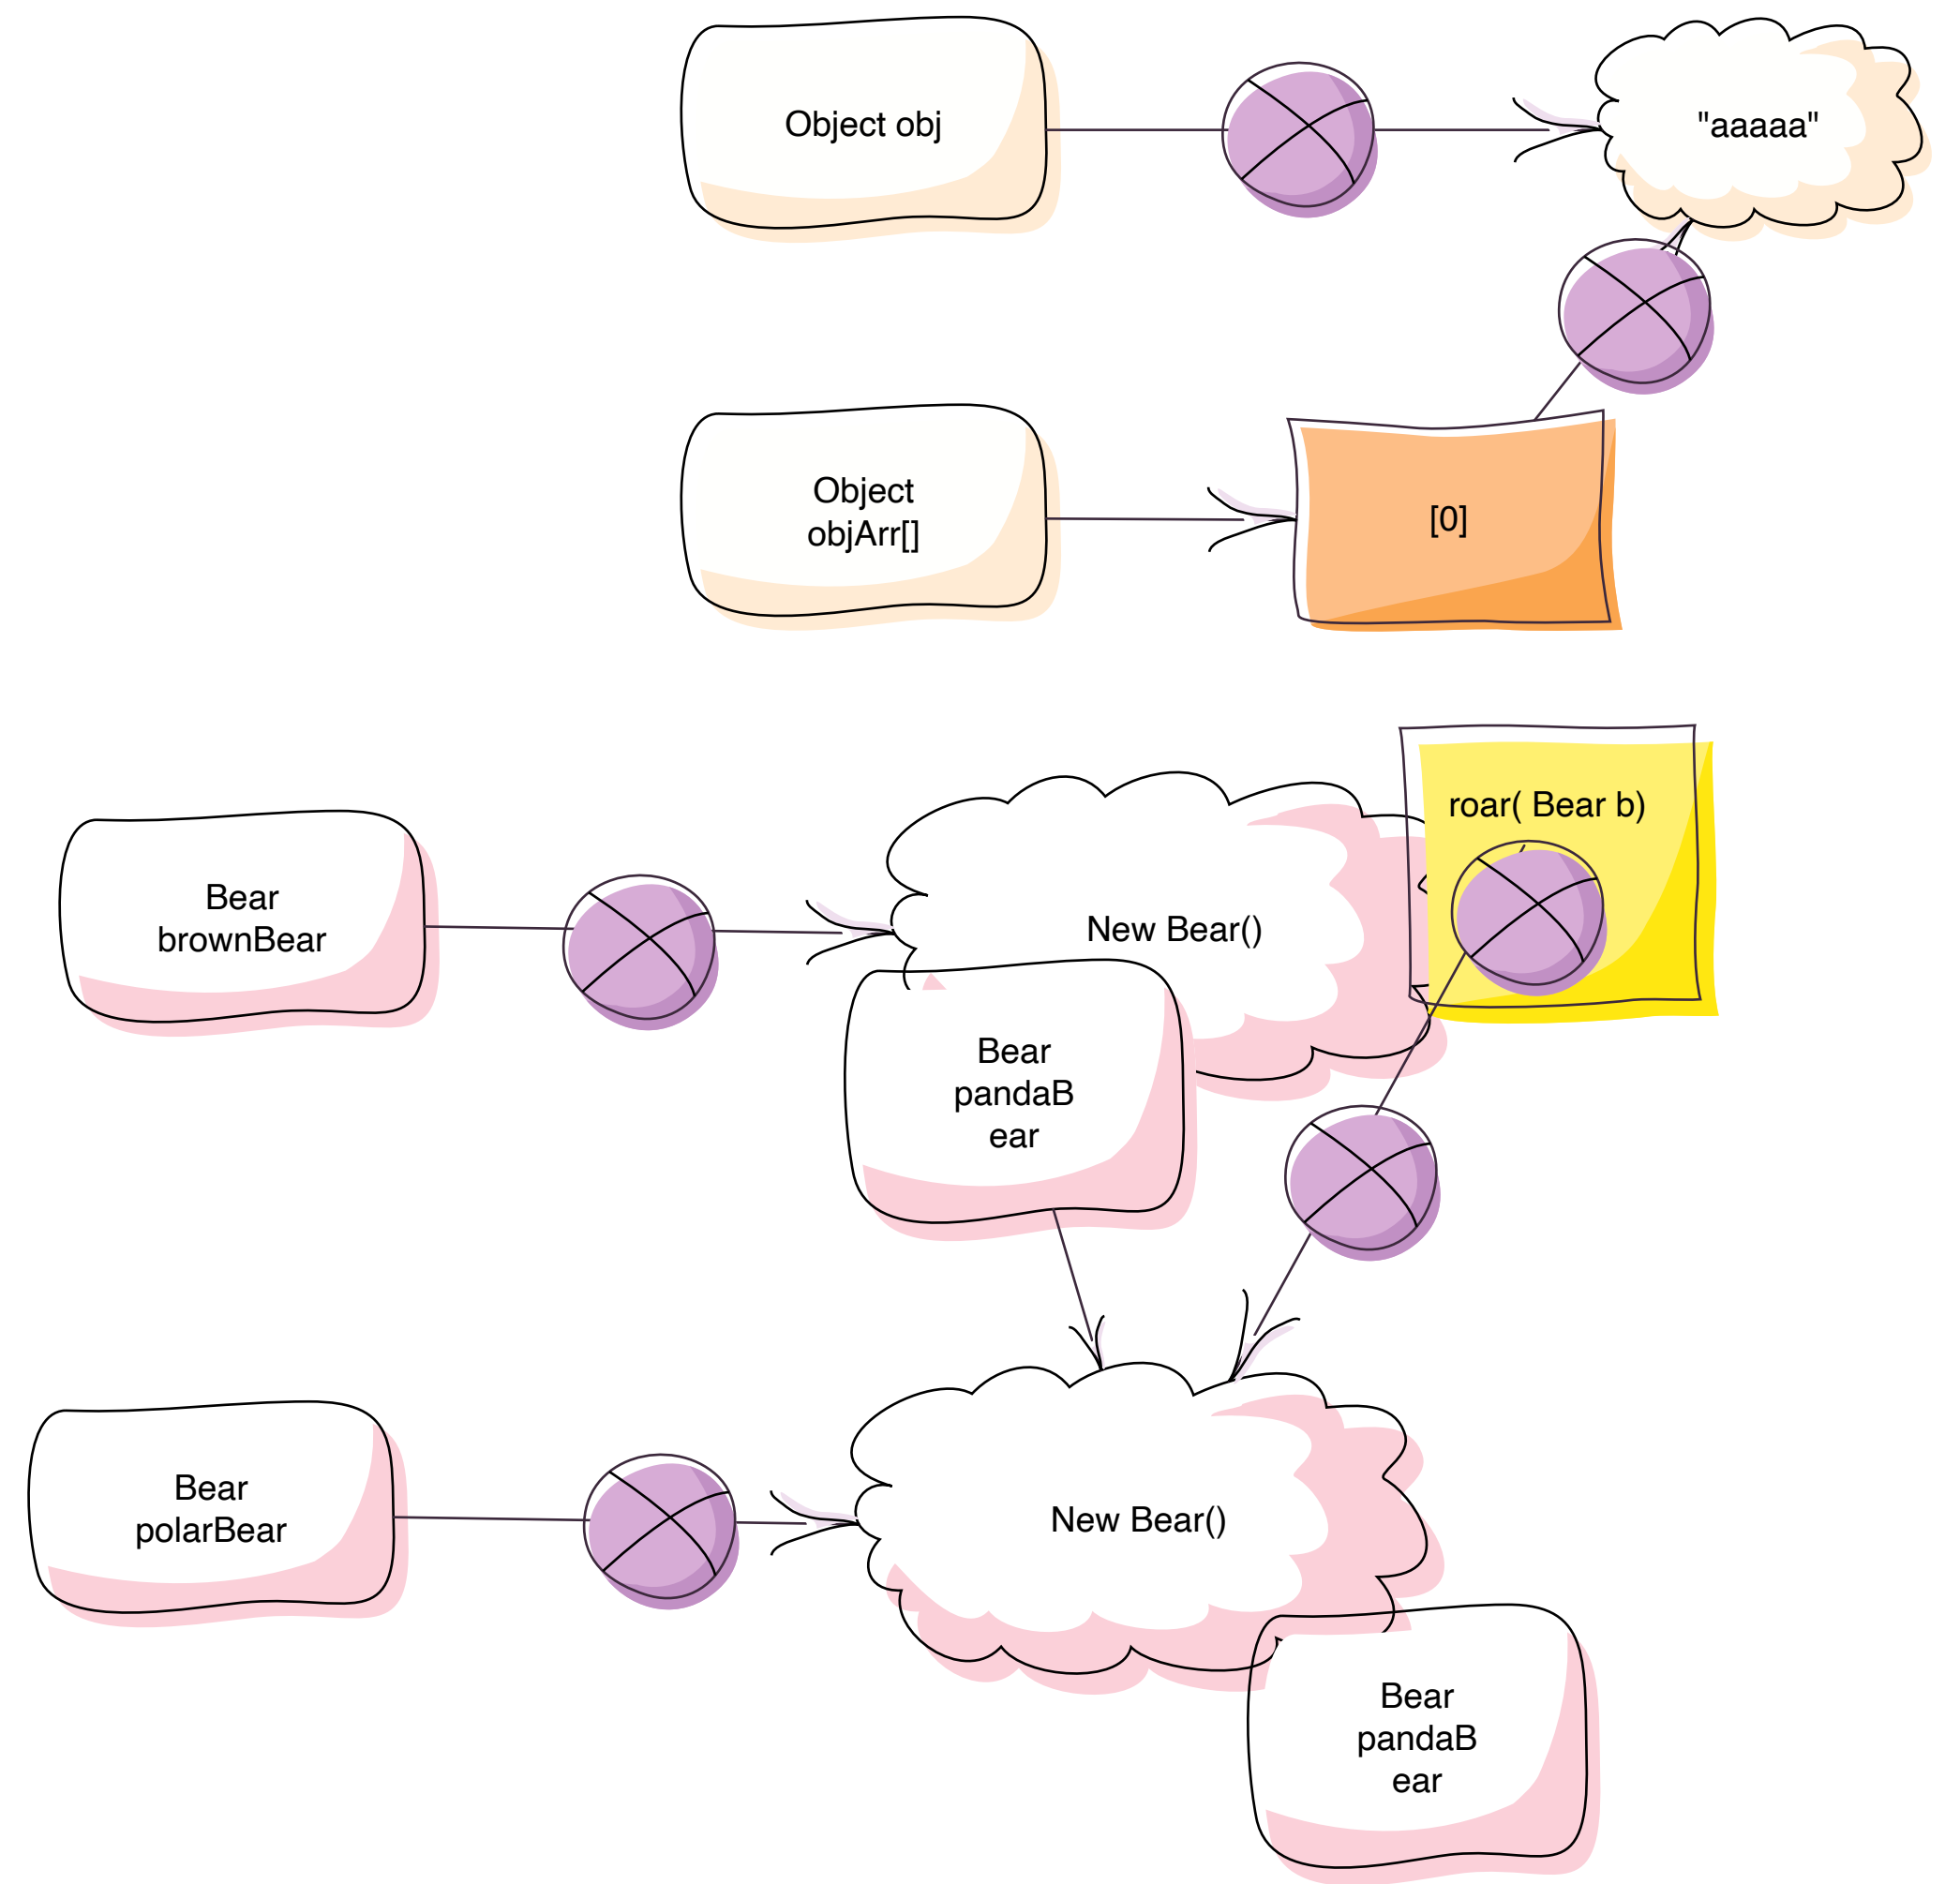 Object obj
"aaaaa"
Object
objArr[]
[0]
roar( Bear b)
Bear
brownBear
New Bear()
Bear
pandaB
ear
Bear
polarBear
New Bear()
Bear
pandaB
ear